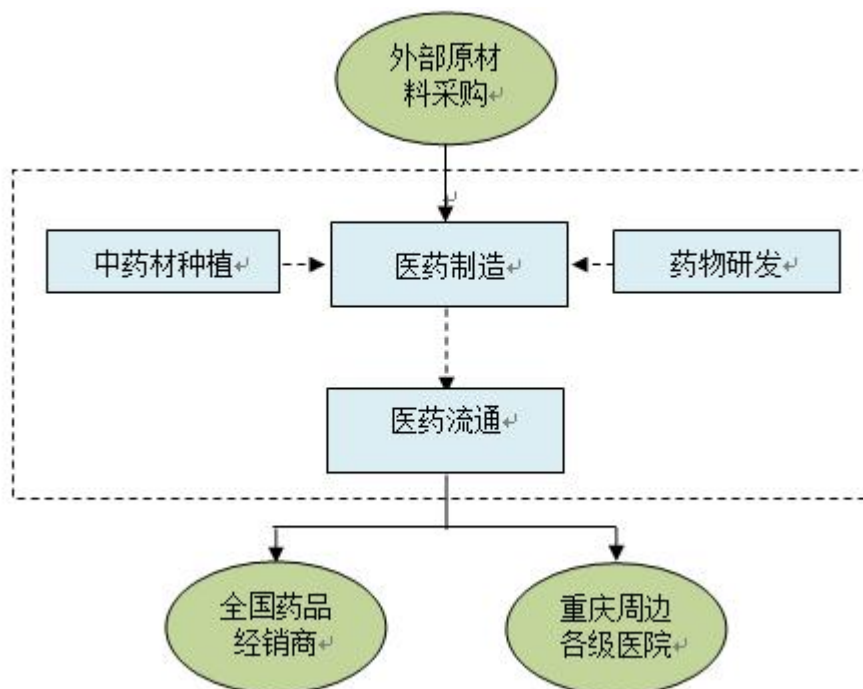 外部原材
料采购
中药材种植
医药制造
药物研发
医药流通
全国药品
经销商
重庆周边
各级医院